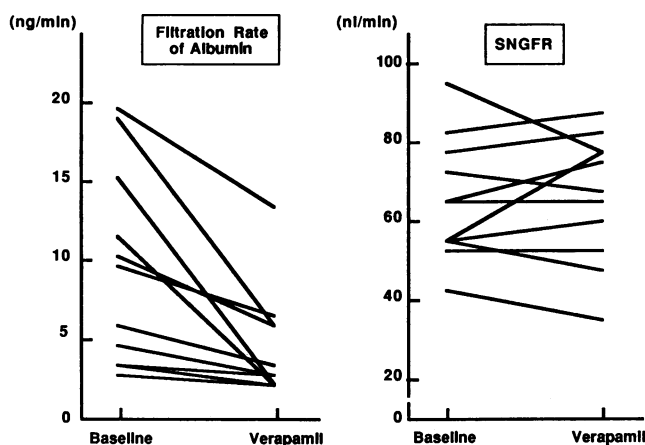 (ng/min)
Filtration Rate
of Albumin
20
15
10
5
0
Baseline
Verapamil
(nl/min)
SNGFR
100
80
60
40
20
0
Baseline
Verapamil